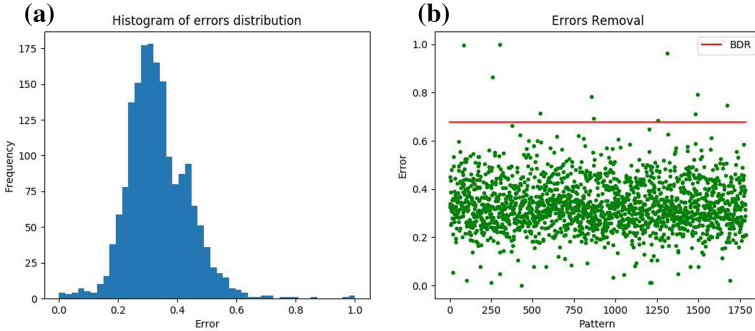 (a)
Histogram of errors distribution
175
150
125
100
75
50
25
0
Frequency
0.0 0.2 0.4 0.6 0.8 1.0
Error
(b)
Errors Removal
BDR
1.0
0.8
0.6
0.4
0.2
0.0
Error
0 250 500 750 1000 1250 1500 1750
Pattern